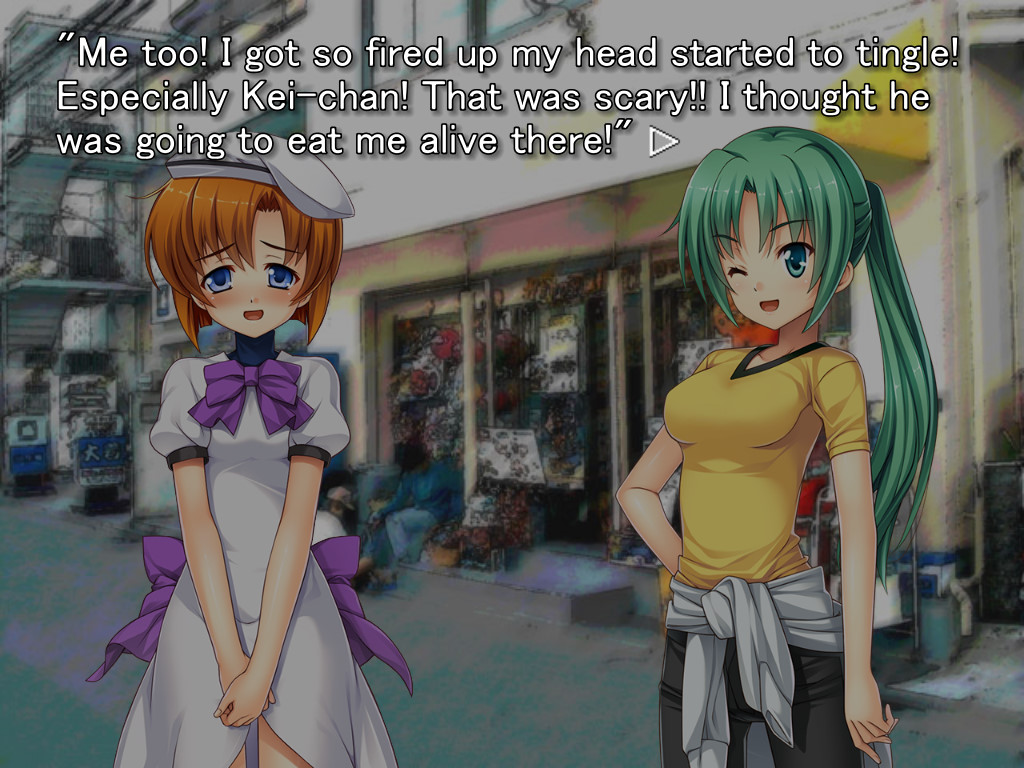 "Me too! I got so fired up my head started to tingle!
Especially Kei-chan! That was scary!! I thought he
was going to eat me alive there!"